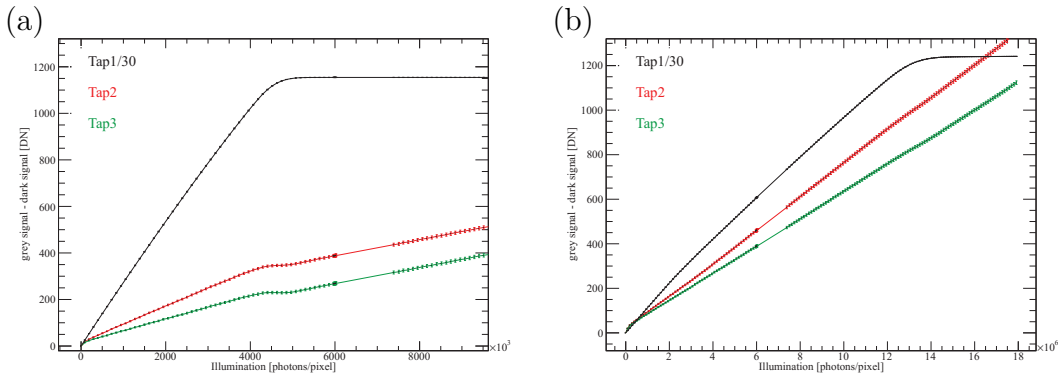 (a)
grey signal - dark signal [DN]
1200
1000
800
600
400
200
0
Tap1/30
Tap2
Tap3
0 2000 4000 6000 8000
×10³
Illumination [photons/pixel]
(b)
grey signal - dark signal [DN]
1200
1000
800
600
400
200
0
Tap1/30
Tap2
Tap3
0 2 4 6 8 10 12 14 16 18
×10⁶
Illumination [photons/pixel]